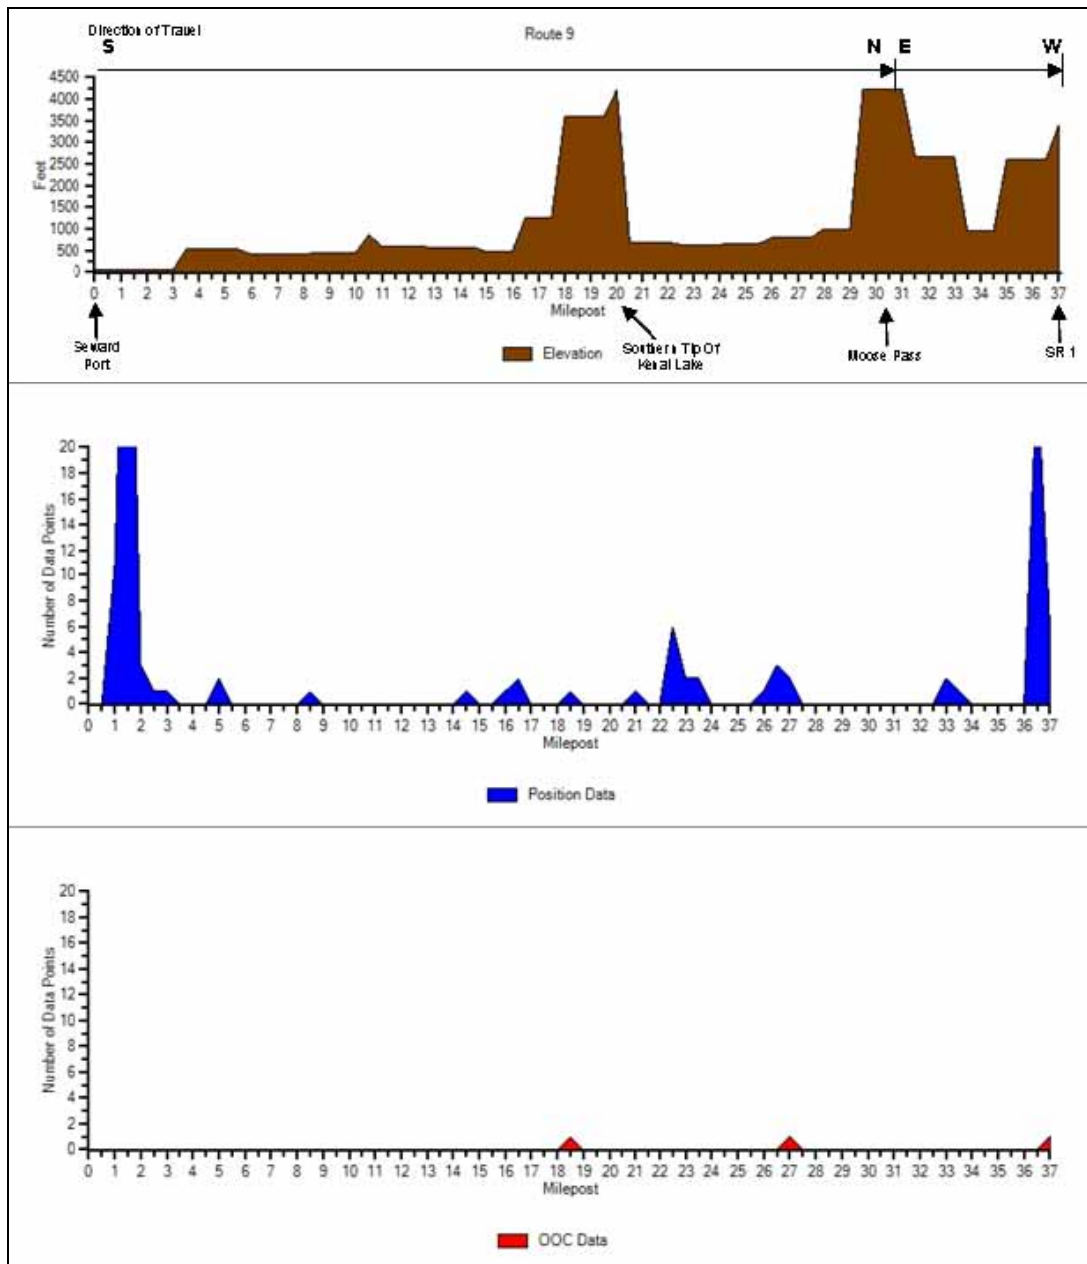 Direction of Travel
Route 9
S N E W
4500
4000
3500
3000
2500
2000
1500
1000
500
0
Feet
0 1 2 3 4 5 6 7 8 9 10 11 12 13 14 15 16 17 18 19 20 21 22 23 24 25 26 27 28 29 30 31 32 33 34 35 36 37
Milepost
Seward
Port
Elevation
Southern Tip Of
Kenai Lake
Moose Pass
SR 1
20
18
16
14
12
10
8
6
4
2
0
Number of Data Points
0 1 2 3 4 5 6 7 8 9 10 11 12 13 14 15 16 17 18 19 20 21 22 23 24 25 26 27 28 29 30 31 32 33 34 35 36 37
Milepost
Position Data
20
18
16
14
12
10
8
6
4
2
0
Number of Data Points
0 1 2 3 4 5 6 7 8 9 10 11 12 13 14 15 16 17 18 19 20 21 22 23 24 25 26 27 28 29 30 31 32 33 34 35 36 37
Milepost
OOC Data